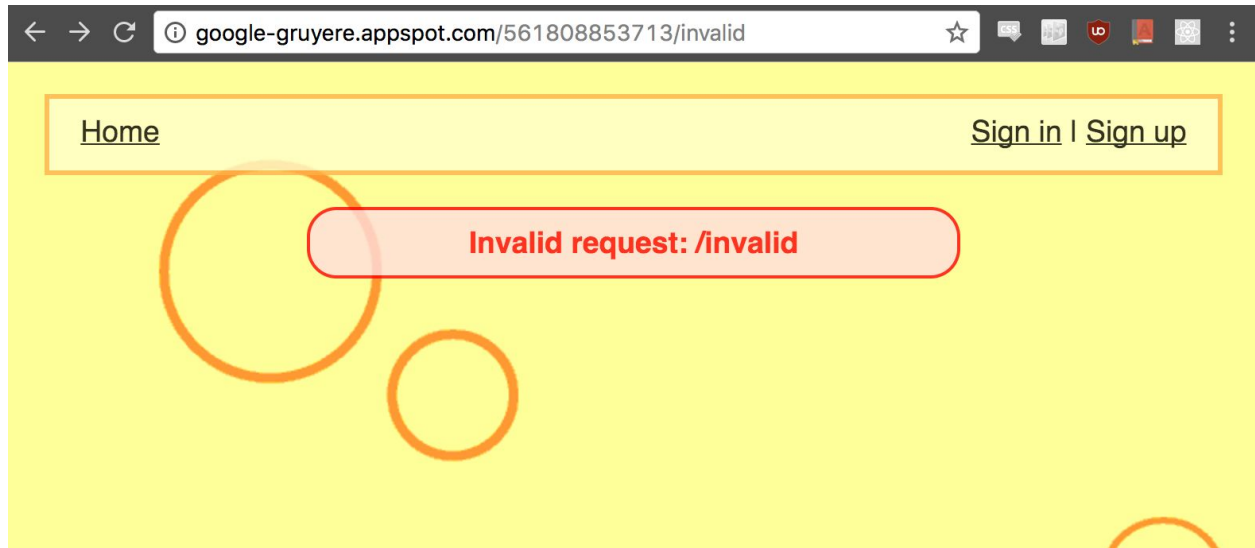 google-gruyere.appspot.com/561808853713/invalid
Home
Sign in | Sign up
Invalid request: /invalid